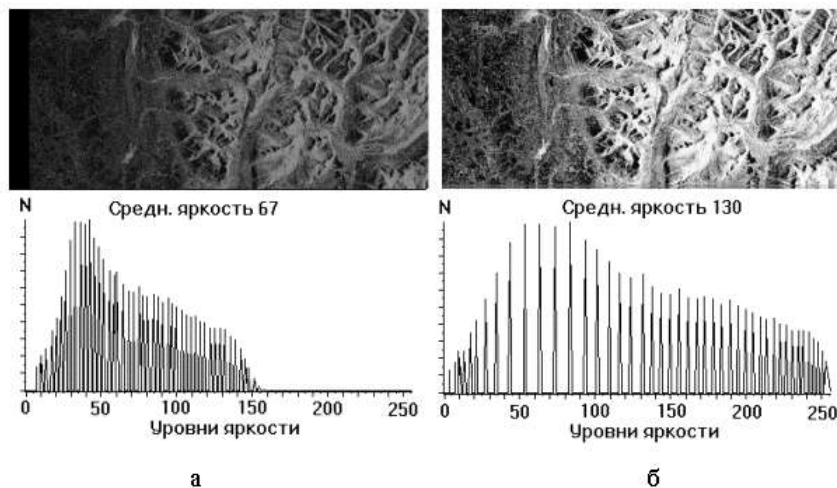 N
Средн. яркость 67
0 50 100 150 200 250
Уровни яркости
а
N
Средн. яркость 130
0 50 100 150 200 250
Уровни яркости
б